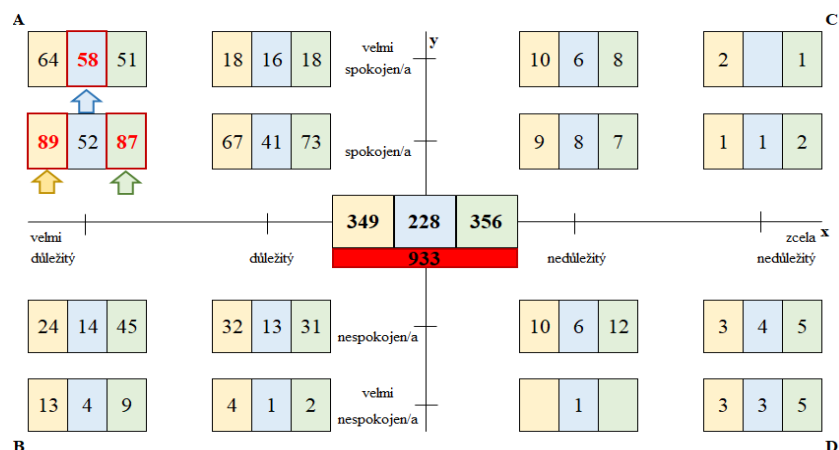 A C
y
velmi
spokojen/a
64 58 51 18 16 18 10 6 8 2 1
89 52 87 67 41 73 spokojen/a 9 8 7 1 1 2
349 228 356
933
x
velmi
důležitý
důležitý
nedůležitý
zcela
nedůležitý
24 14 45 32 13 31 nespokojen/a 10 6 12 3 4 5
velmi
nespokojen/a
13 4 9 4 1 2 1 3 3 5
B D